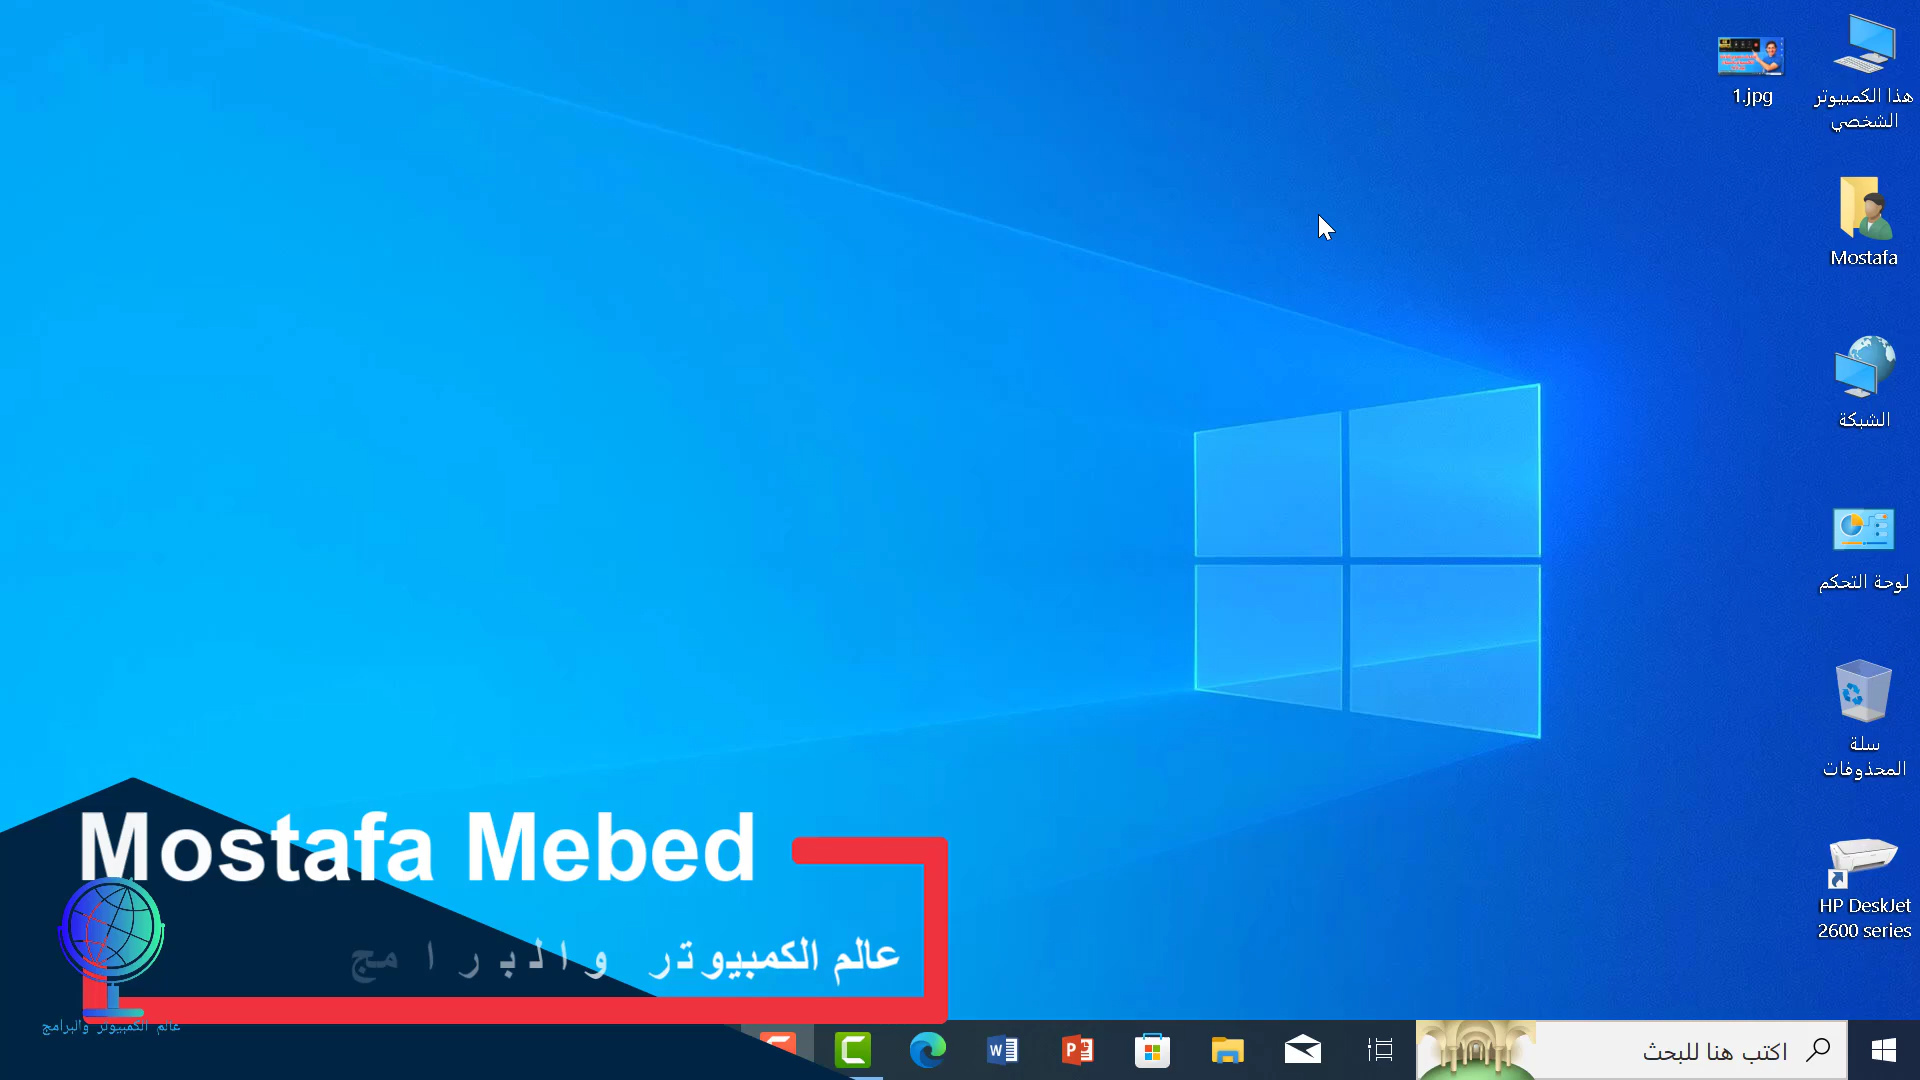 1.jpg
هذا الكمبيوتر
الشخصي
Mostafa
الشبكة
لوحة التحكم
سلة
المحذوفات
HP DeskJet
2600 series
Mostafa Mebed
عالم الكمبيوتر والبرامج
عالم الكمبيوتر والبرامج
اكتب هنا للبحث